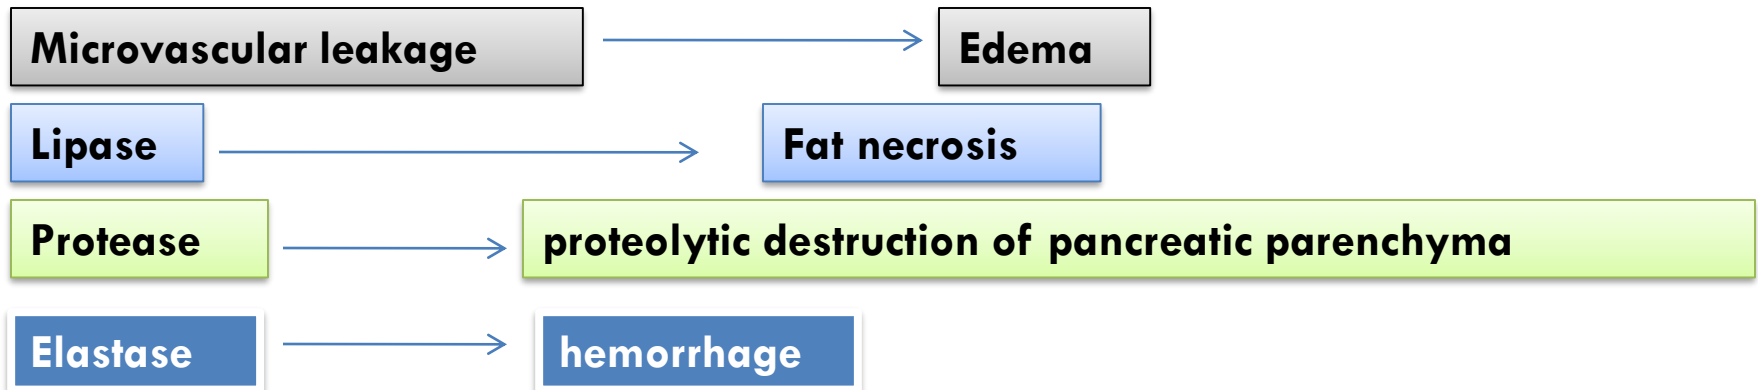 Microvascular leakage Edema
Lipase Fat necrosis
Protease proteolytic destruction of pancreatic parenchyma
Elastase hemorrhage